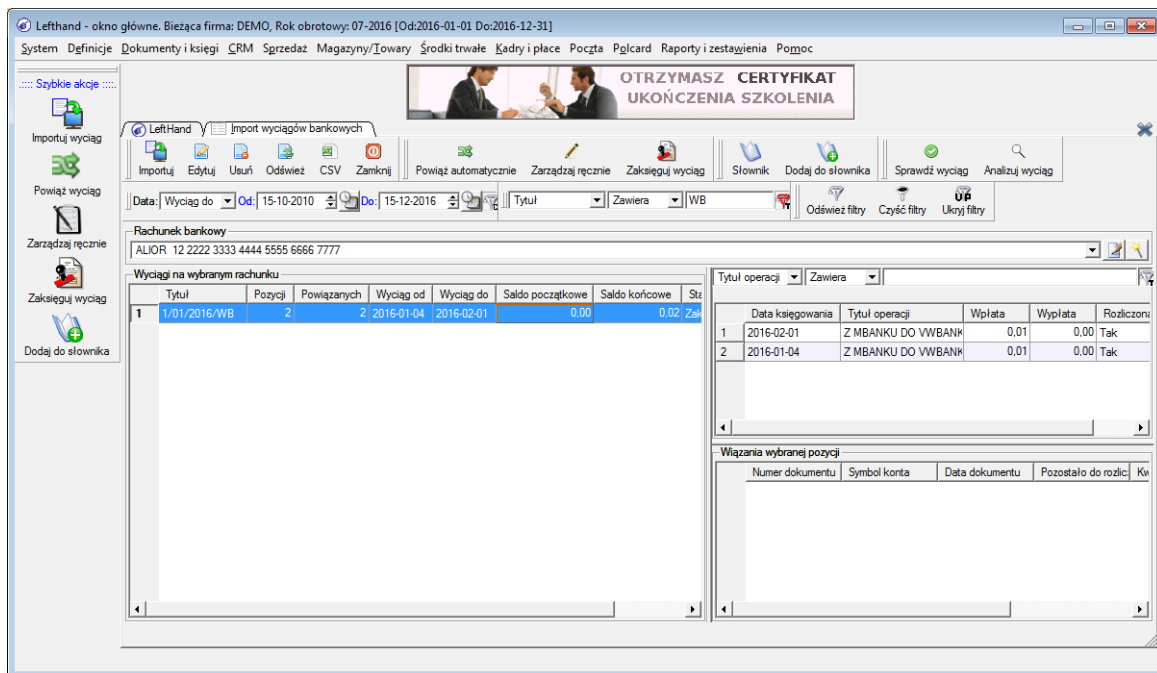 Lefthand - okno główne. Bieżąca firma: DEMO, Rok obrotowy: 07-2016 [Od:2016-01-01 Do:2016-12-31]
System Definicje Dokumenty i księgi CRM Sprzedaż Magazyny/Towary Środki trwałe Kadry i płace Poczta Polcard Raporty i zestawienia Pomoc
::::: Szybkie akcje :::::
Importuj wyciąg
Powiąż wyciąg
Zarządzaj ręcznie
Zaksięguj wyciąg
Dodaj do słownika
OTRZYMASZ CERTYFIKAT
UKOŃCZENIA SZKOLENIA
LeftHand Import wyciągów bankowych
Importuj Edytuj Usuń Odśwież CSV Zamknij Powiąż automatycznie Zarządzaj ręcznie Zaksięguj wyciąg Słownik Dodaj do słownika Sprawdź wyciąg Analizuj wyciąg
Data: Wyciąg do Od: 15-10-2010 Do: 15-12-2016 Tytuł Zawiera WB Odśwież filtry Czyść filtry Ukryj filtry
Rachunek bankowy
ALIOR 12 2222 3333 4444 5555 6666 7777
Wyciągi na wybranym rachunku
Tytuł Pozycji Powiązanych Wyciąg od Wyciąg do Saldo początkowe Saldo końcowe Sta
1 1/01/2016/WB 2 2 2016-01-04 2016-02-01 0,00 0,02 Zak
Tytuł operacji Zawiera
Data księgowania Tytuł operacji Wpłata Wypłata Rozliczona
1 2016-02-01 Z MBANKU DO VWBANK 0,01 0,00 Tak
2 2016-01-04 Z MBANKU DO VWBANK 0,01 0,00 Tak
Wiązania wybranej pozycji
Numer dokumentu Symbol konta Data dokumentu Pozostało do rozlic: Kw